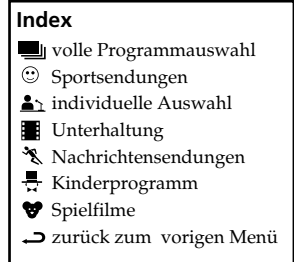 Index
volle Programmauswahl
Sportsendungen
individuelle Auswahl
Unterhaltung
Nachrichtensendungen
Kinderprogramm
Spielfilme
zurück zum vorigen Menü